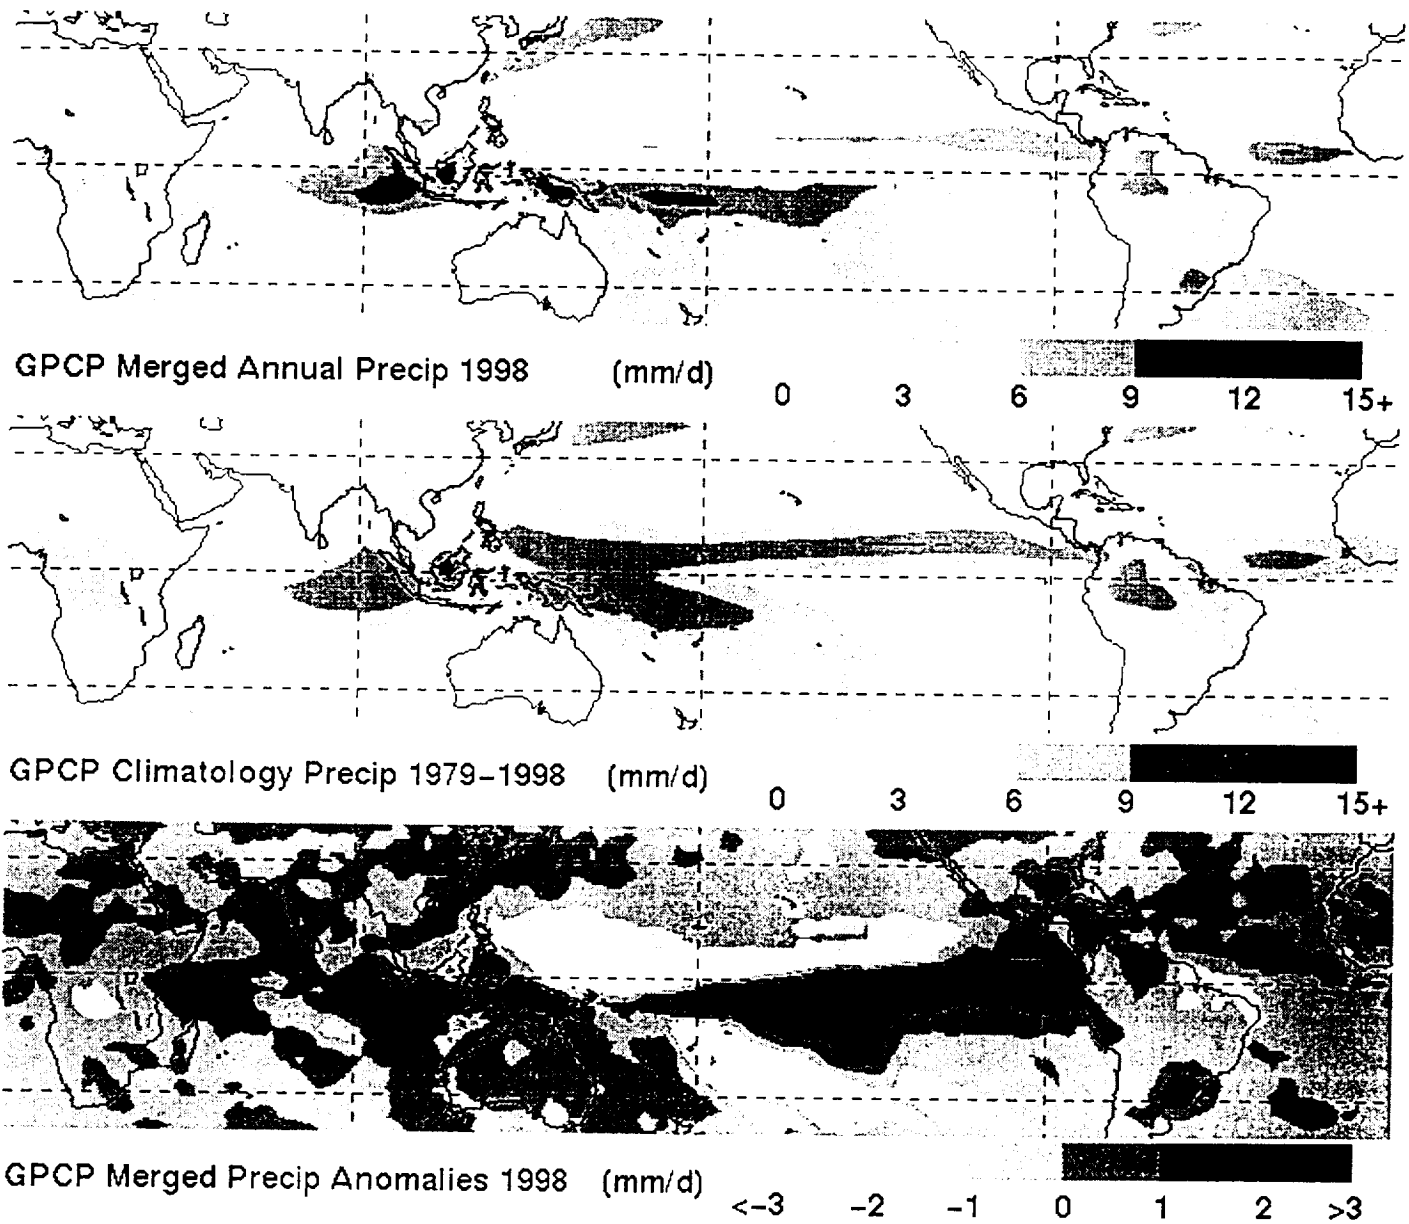 GPCP Merged Annual Precip 1998 (mm/d)
0 3 6 9 12 15+
GPCP Climatology Precip 1979-1998 (mm/d)
0 3 6 9 12 15+
GPCP Merged Precip Anomalies 1998 (mm/d)
<-3 -2 -1 0 1 2 >3